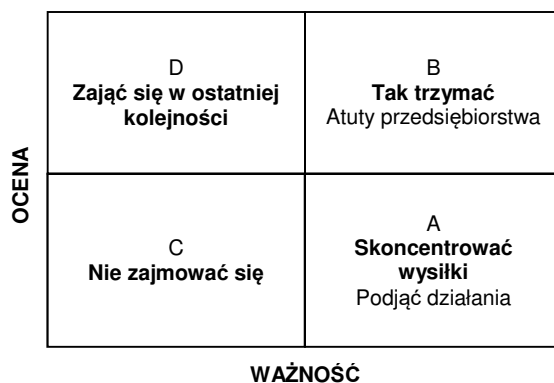 D
Zająć się w ostatniej
kolejności
B
Tak trzymać
Atuty przedsiębiorstwa
OCENA
C
Nie zajmować się
A
Skoncentrować
wysiłki
Podjąć działania
WAŻNOŚĆ